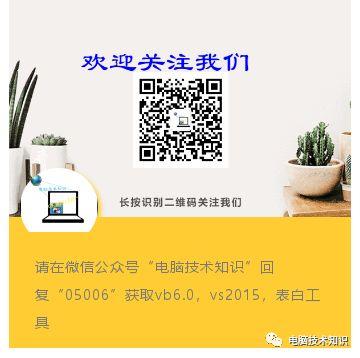 欢迎关注我们
长按识别二维码关注我们
请在微信公众号“电脑技术知识”回
复“05006”获取vb6.0，vs2015，表白工
具
电脑技术知识